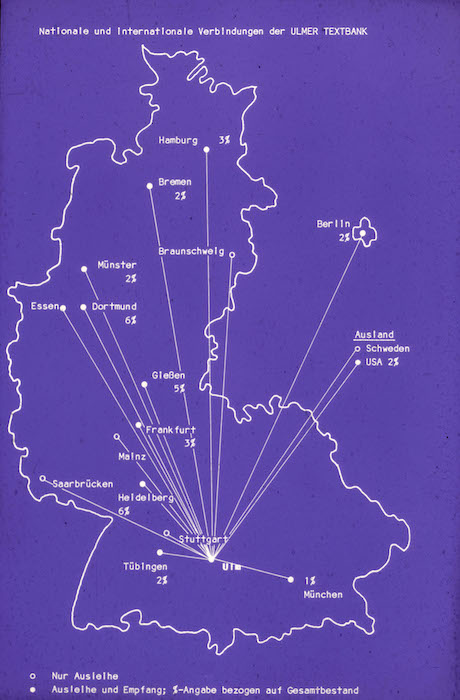 Nationale und internationale Verbindungen der ULMER TEXTBANK
Hamburg 3%
Bremen
2%
Berlin
2%
Braunschweig
Münster
2%
Essen
Dortmund
6%
Ausland
Schweden
USA 2%
Gießen
5%
Frankfurt
3%
Mainz
Saarbrücken
Heidelberg
6%
Stuttgart
Ulm
Tübingen
2%
1%
München
Nur Ausleihe
Ausleihe und Empfang; %-Angabe bezogen auf Gesamtbestand